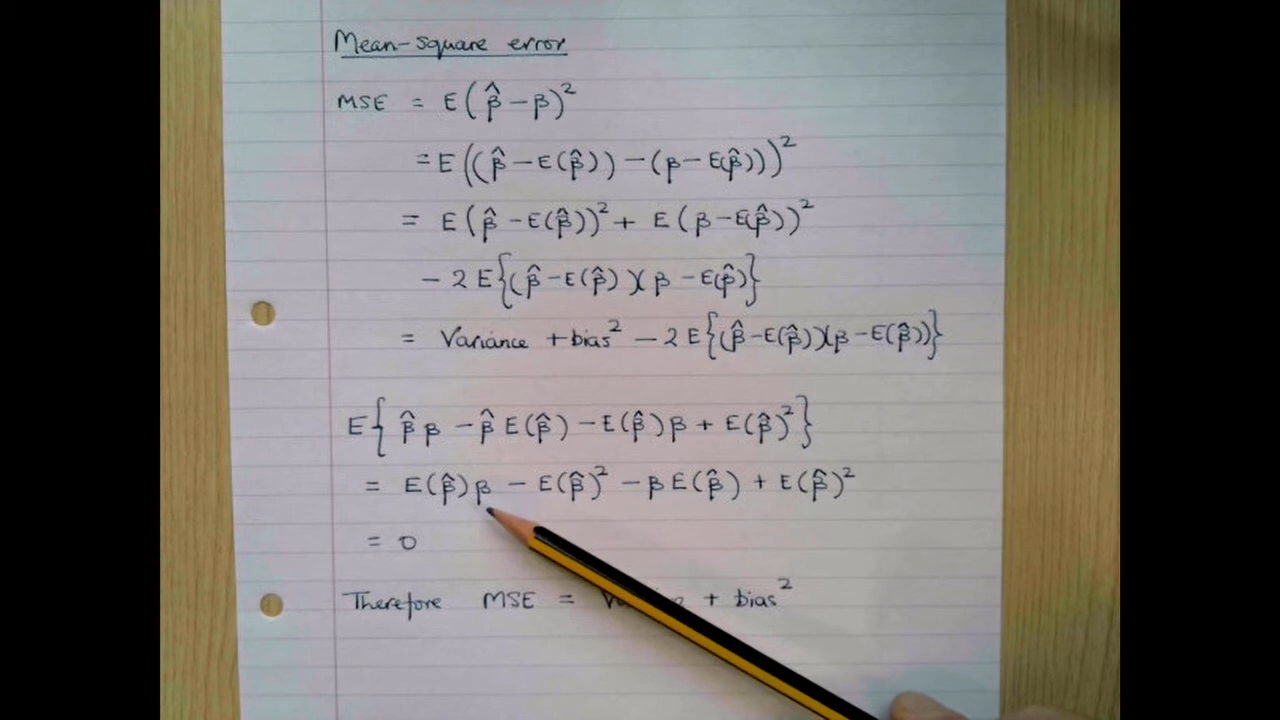 Mean-square error
MSE = E(β̂ - β)²
= E((β̂ - E(β̂)) - (β - E(β̂)))²
= E(β̂ - E(β̂))² + E(β - E(β̂))²
- 2E{(β̂ - E(β̂))(β - E(β̂)}
= Variance + bias² - 2E{(β̂ - E(β̂))(β - E(β̂))}
E{β̂β - β̂E(β̂) - E(β̂)β + E(β̂)²}
= E(β̂)β - E(β̂)² - βE(β̂) + E(β̂)²
= 0
Therefore MSE = + bias²